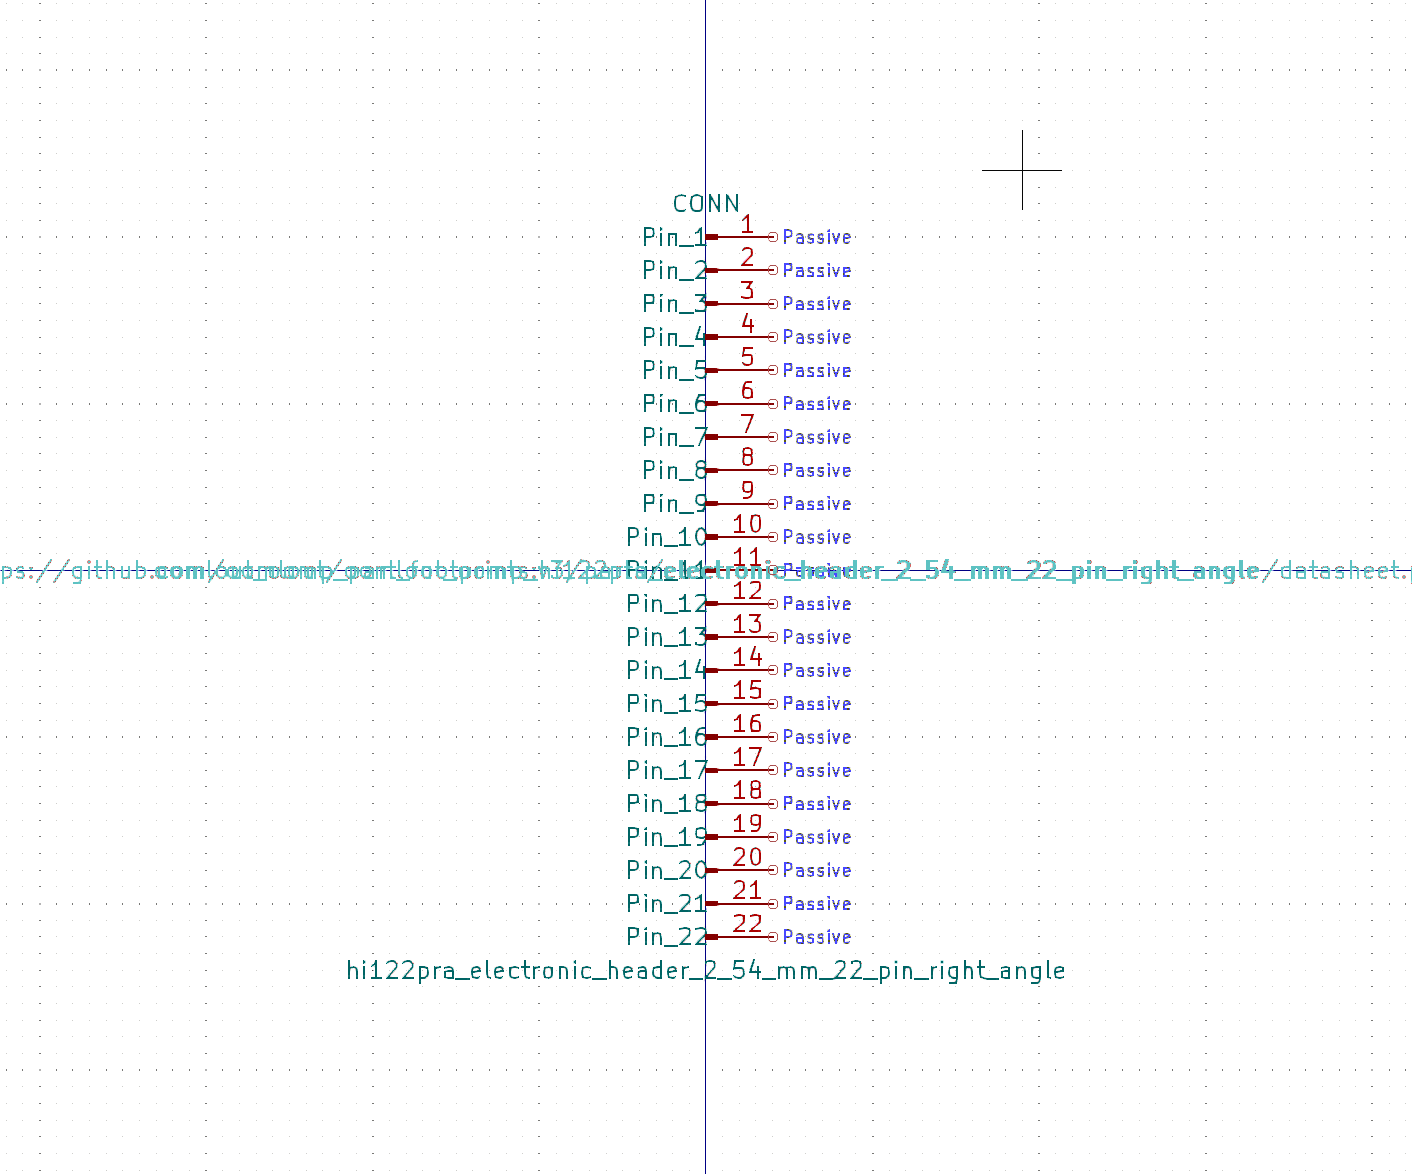 CONN
Pin_1 1 Passive
Pin_2 2 Passive
Pin_3 3 Passive
Pin_4 4 Passive
Pin_5 5 Passive
Pin_6 6 Passive
Pin_7 7 Passive
Pin_8 8 Passive
Pin_9 9 Passive
Pin_10 10 Passive
Pin_11 11 Passive
ps://github.com/ electronic_header_2_54_mm_22_pin_right_angle/datasheet.
Pin_12 12 Passive
Pin_13 13 Passive
Pin_14 14 Passive
Pin_15 15 Passive
Pin_16 16 Passive
Pin_17 17 Passive
Pin_18 18 Passive
Pin_19 19 Passive
Pin_20 20 Passive
Pin_21 21 Passive
Pin_22 22 Passive
hi122pra_electronic_header_2_54_mm_22_pin_right_angle